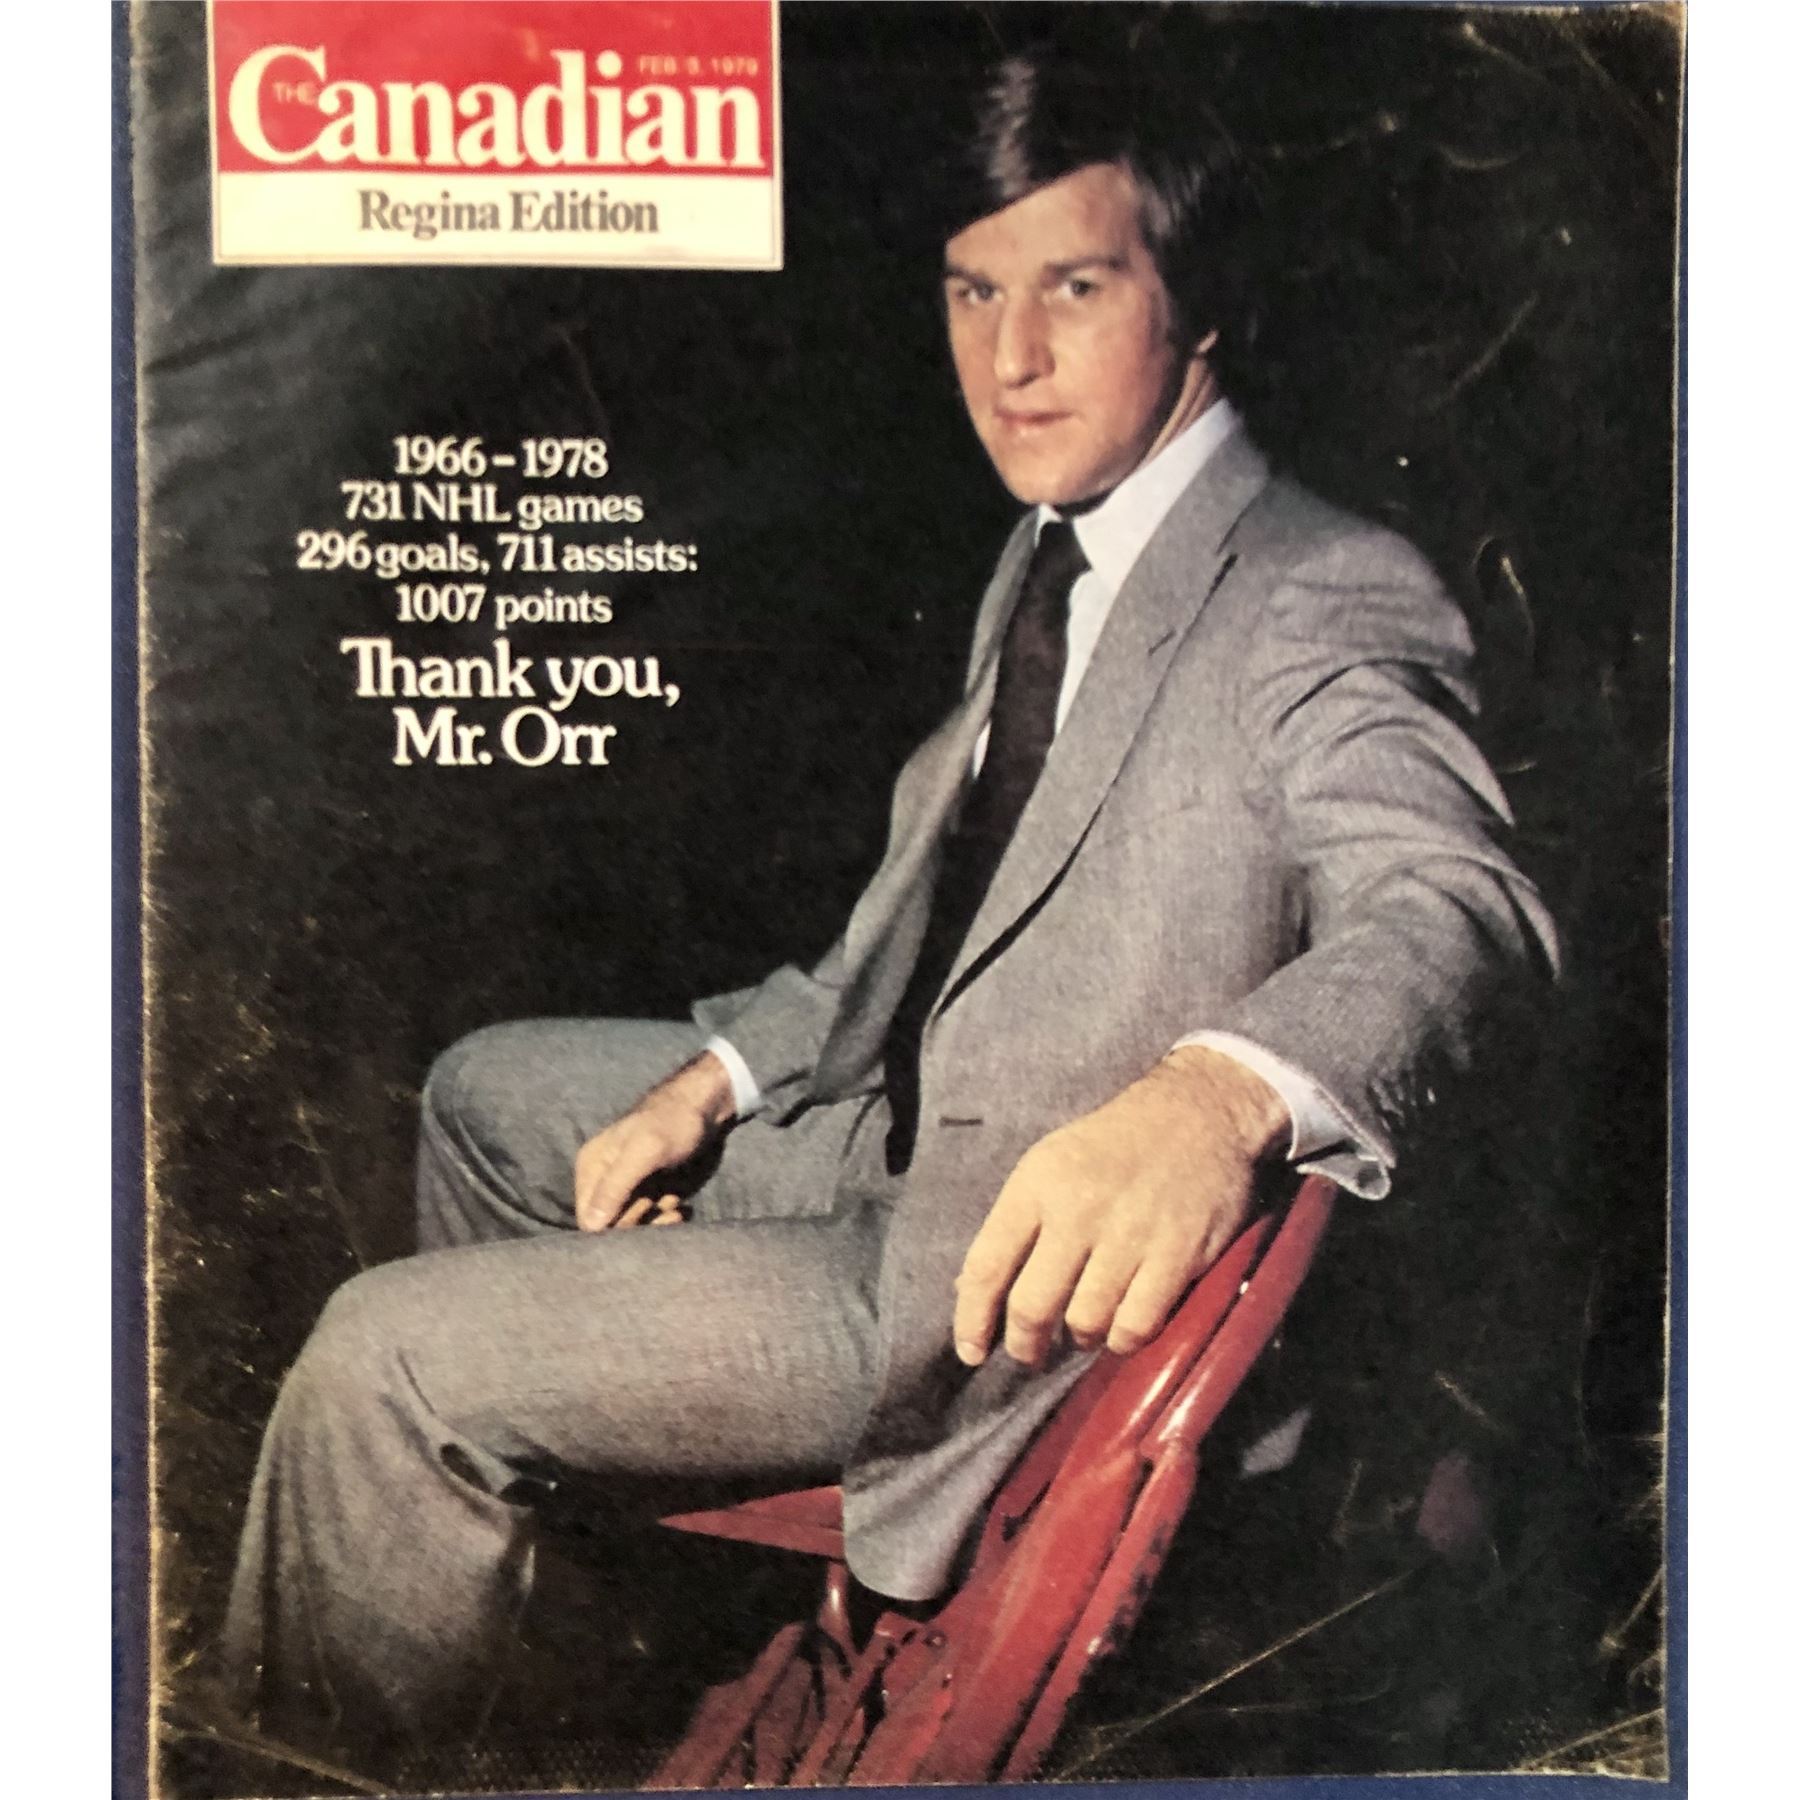 FEB. 3, 1979
THE Canadian
Regina Edition
1966 – 1978
731 NHL games
296 goals, 711 assists:
1007 points
Thank you,
Mr. Orr